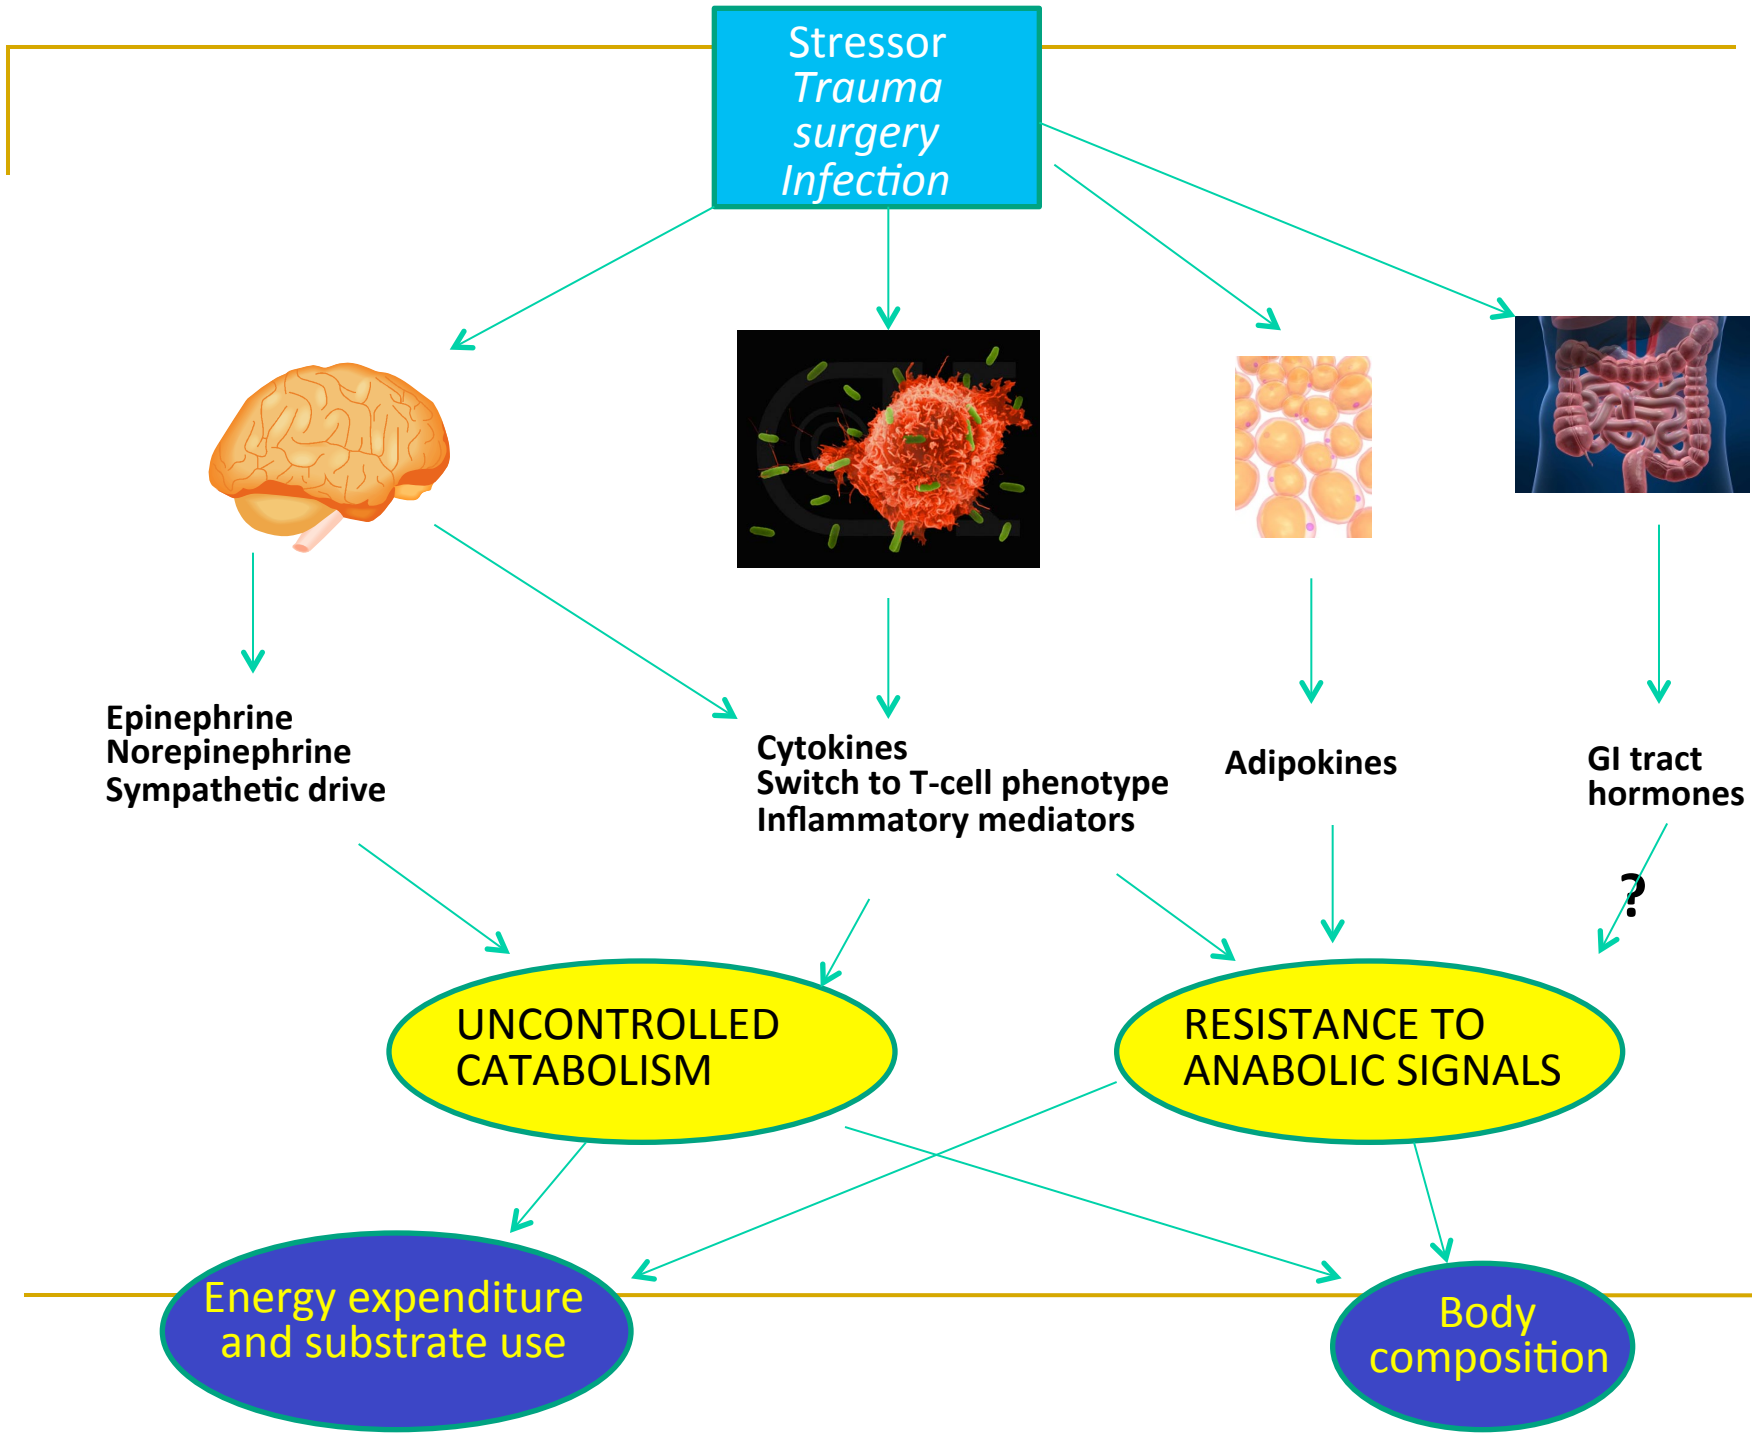 Stressor
Trauma
surgery
Infection
Epinephrine
Norepinephrine
Sympathetic drive
Cytokines
Switch to T-cell phenotype
Inflammatory mediators
Adipokines
GI tract
hormones
?
UNCONTROLLED
CATABOLISM
RESISTANCE TO
ANABOLIC SIGNALS
Energy expenditure
and substrate use
Body
composition